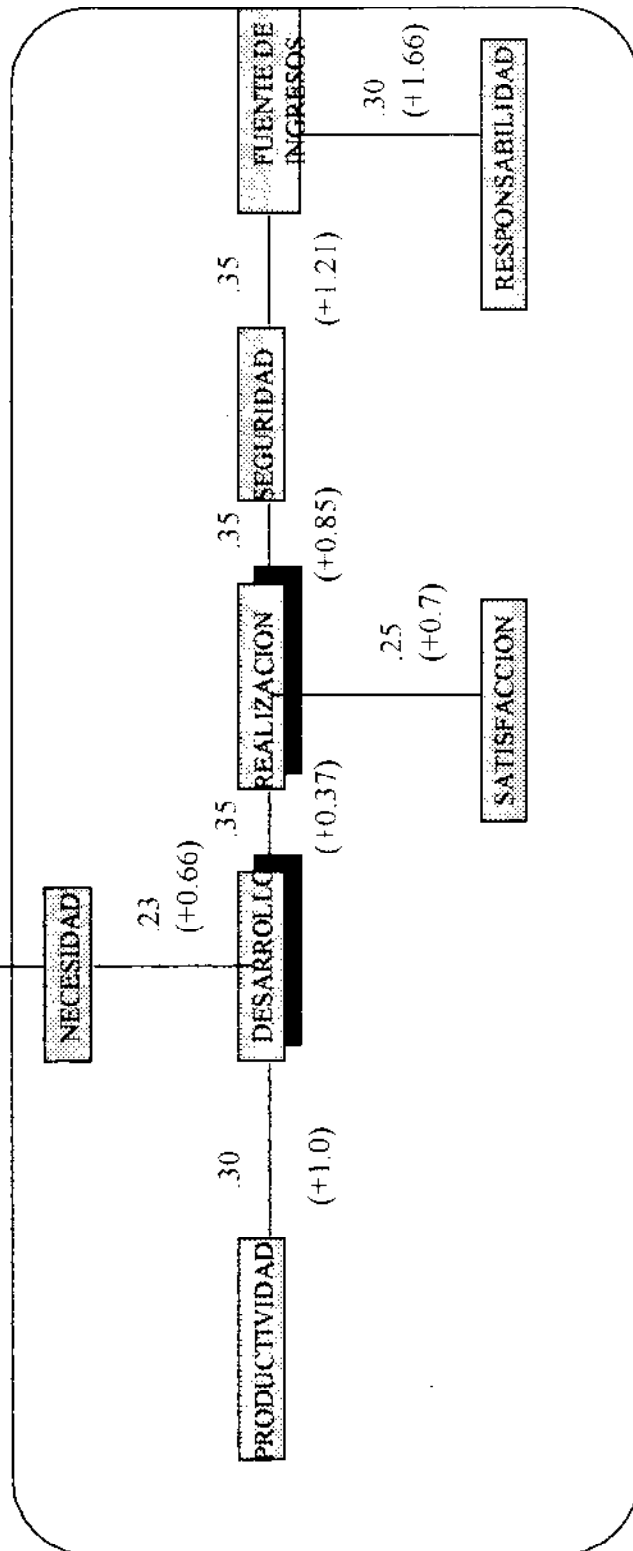 NECESIDAD
.23
(+0.66)
.30
.35
.35
.35
PRODUCTIVIDAD
DESARROLLO
REALIZACION
SEGURIDAD
FUENTE DE
INGRESOS
(+1.0)
(+0.37)
(+0.85)
(+1.21)
.25
(+0.7)
.30
(+1.66)
SATISFACCION
RESPONSABILIDAD